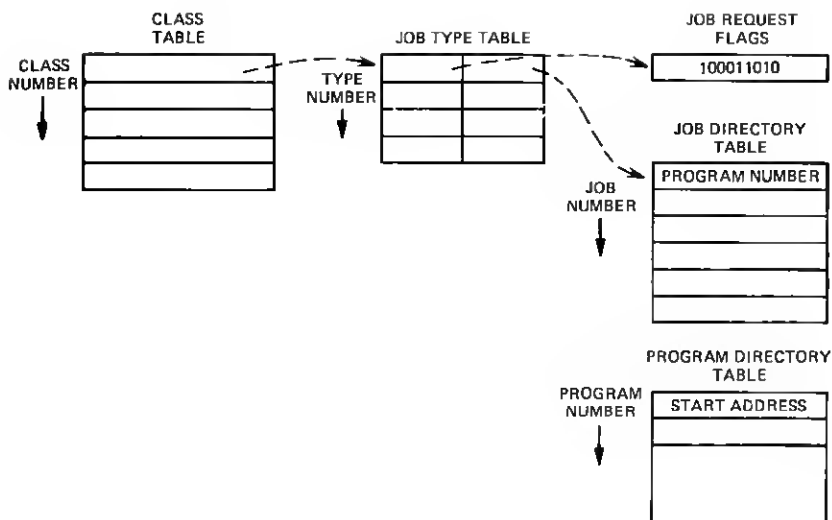 CLASS
TABLE
CLASS
NUMBER
JOB TYPE TABLE
TYPE
NUMBER
JOB REQUEST
FLAGS
100011010
JOB DIRECTORY
TABLE
PROGRAM NUMBER
JOB
NUMBER
PROGRAM DIRECTORY
TABLE
START ADDRESS
PROGRAM
NUMBER